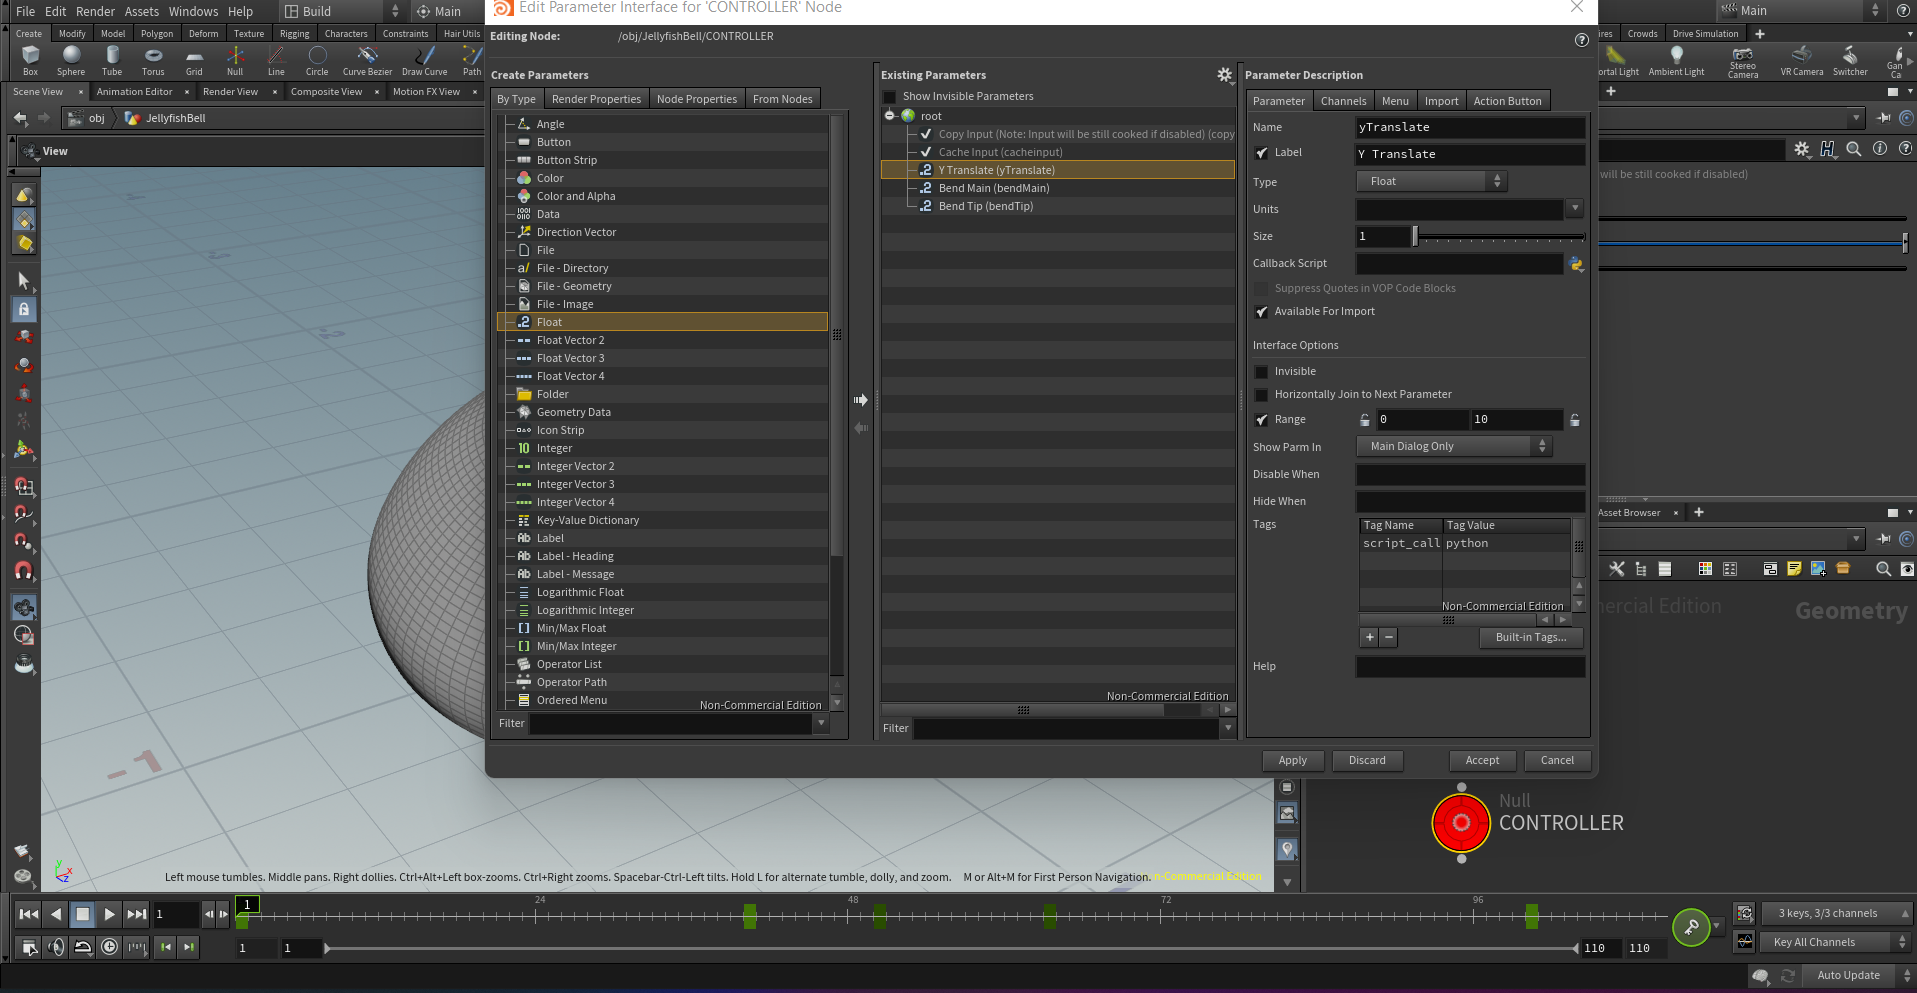 File Edit Render Assets Windows Help Build Main
Edit Parameter Interface for 'CONTROLLER' Node
Main
Create Modify Model Polygon Deform Texture Rigging Characters Constraints Hair Utils
Crowds Drive Simulation
Box Sphere Tube Torus Grid Null Line Circle Curve Bezier Draw Curve Path
Ambient Light Stereo Camera VR Camera Switcher
Scene View Animation Editor Render View Composite View Motion FX View
obj JellyfishBell
View
Editing Node: /obj/JellyfishBell/CONTROLLER
Create Parameters
By Type Render Properties Node Properties From Nodes
Angle
Button
Button Strip
Color
Color and Alpha
Data
Direction Vector
File
File - Directory
File - Geometry
File - Image
Float
Float Vector 2
Float Vector 3
Float Vector 4
Folder
Geometry Data
Icon Strip
Integer
Integer Vector 2
Integer Vector 3
Integer Vector 4
Key-Value Dictionary
Label
Label - Heading
Label - Message
Logarithmic Float
Logarithmic Integer
Min/Max Float
Min/Max Integer
Operator List
Operator Path
Ordered Menu
Non-Commercial Edition
Filter
Existing Parameters
Show Invisible Parameters
root
Copy Input (Note: Input will be still cooked if disabled) (copy
Cache Input (cacheinput)
Y Translate (yTranslate)
Bend Main (bendMain)
Bend Tip (bendTip)
Non-Commercial Edition
Filter
Parameter Description
Parameter Channels Menu Import Action Button
Name yTranslate
Label Y Translate
Type Float
Units
Size 1
Callback Script
Suppress Quotes in VOP Code Blocks
Available For Import
Interface Options
Invisible
Horizontally Join to Next Parameter
Range 0 10
Show Parm In Main Dialog Only
Disable When
Hide When
Tags Tag Name Tag Value
script_call python
Non-Commercial Edition
+ − Built-in Tags...
Help
Apply Discard Accept Cancel
will be still cooked if disabled)
Asset Browser
Edition
Geometry
Null
CONTROLLER
-1
y x z
Left mouse tumbles. Middle pans. Right dollies. Ctrl+Alt+Left box-zooms. Ctrl+Right zooms. Spacebar-Ctrl-Left tilts. Hold L for alternate tumble, dolly, and zoom. M or Alt+M for First Person Navigation.
n-Commercial Edition
1 1 24 48 72 96
3 keys, 3/3 channels
1 1 110 110
Key All Channels
Auto Update